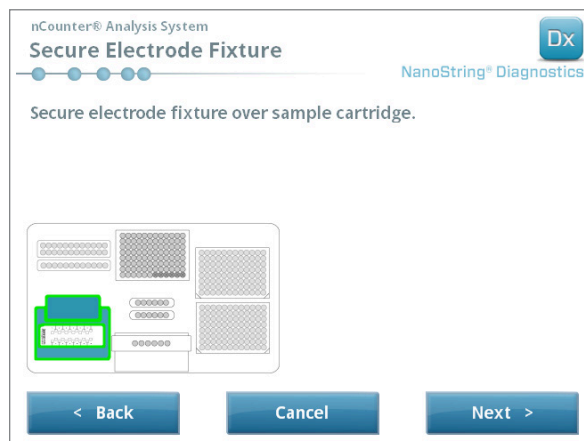 nCounter® Analysis System
Secure Electrode Fixture
Dx
NanoString® Diagnostics
Secure electrode fixture over sample cartridge.
< Back
Cancel
Next >